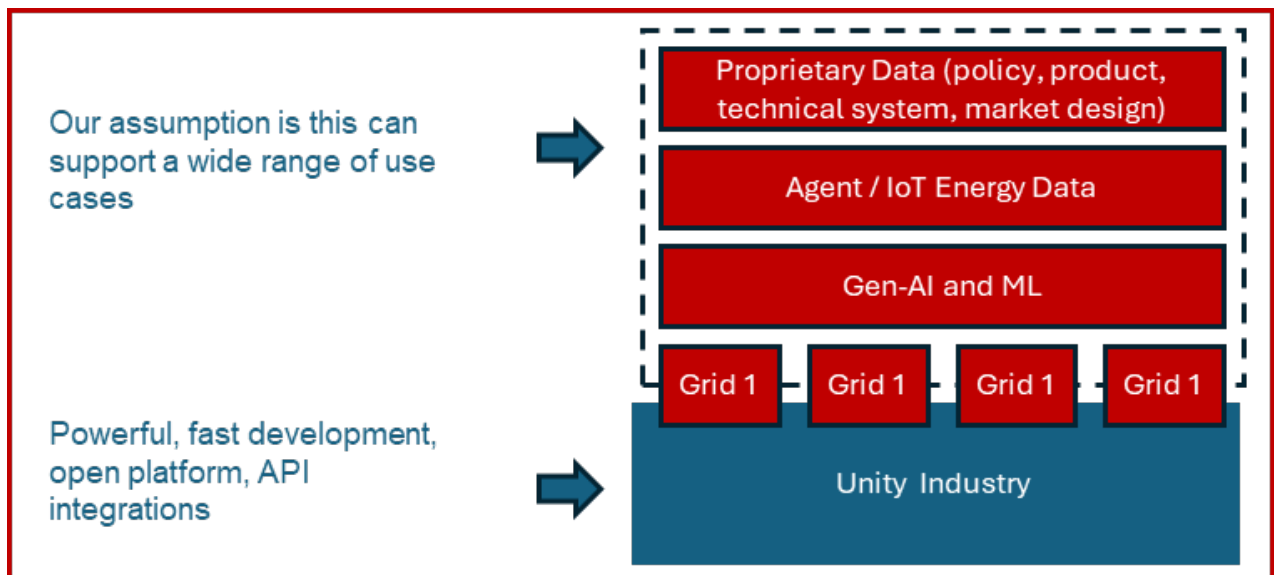 Proprietary Data (policy, product,
technical system, market design)
Our assumption is this can
support a wide range of use
cases
Agent / IoT Energy Data
Gen-AI and ML
Grid 1
Grid 1
Grid 1
Grid 1
Powerful, fast development,
open platform, API
integrations
Unity Industry